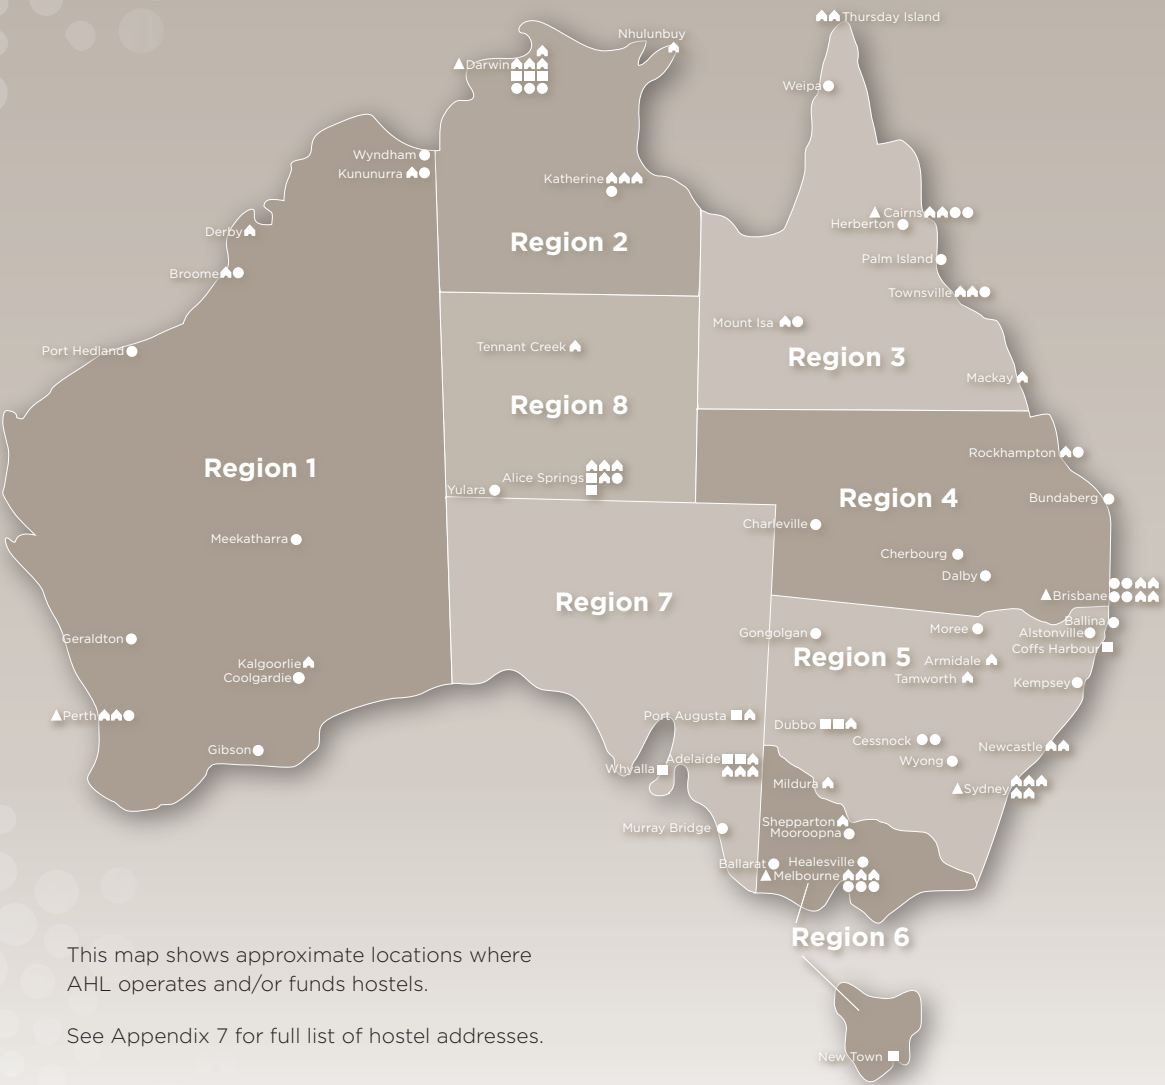 Thursday Island
Nhulunbuy
Darwin
Weipa
Wyndham
Kununurra
Katherine
Cairns
Herberton
Derby
Region 2
Palm Island
Broome
Townsville
Mount Isa
Port Hedland
Tennant Creek
Region 3
Mackay
Region 8
Rockhampton
Region 1
Alice Springs
Yulara
Region 4
Bundaberg
Charleville
Meekatharra
Cherbourg
Dalby
Brisbane
Region 7
Ballina
Moree
Alstonville
Gongolgan
Geraldton
Coffs Harbour
Region 5
Armidale
Kalgoorlie
Coolgardie
Tamworth
Kempsey
Perth
Port Augusta
Dubbo
Cessnock
Newcastle
Gibson
Adelaide
Wyong
Whyalla
Mildura
Sydney
Shepparton
Mooroopna
Murray Bridge
Healesville
Ballarat
Melbourne
Region 6
This map shows approximate locations where
AHL operates and/or funds hostels.
See Appendix 7 for full list of hostel addresses.
New Town